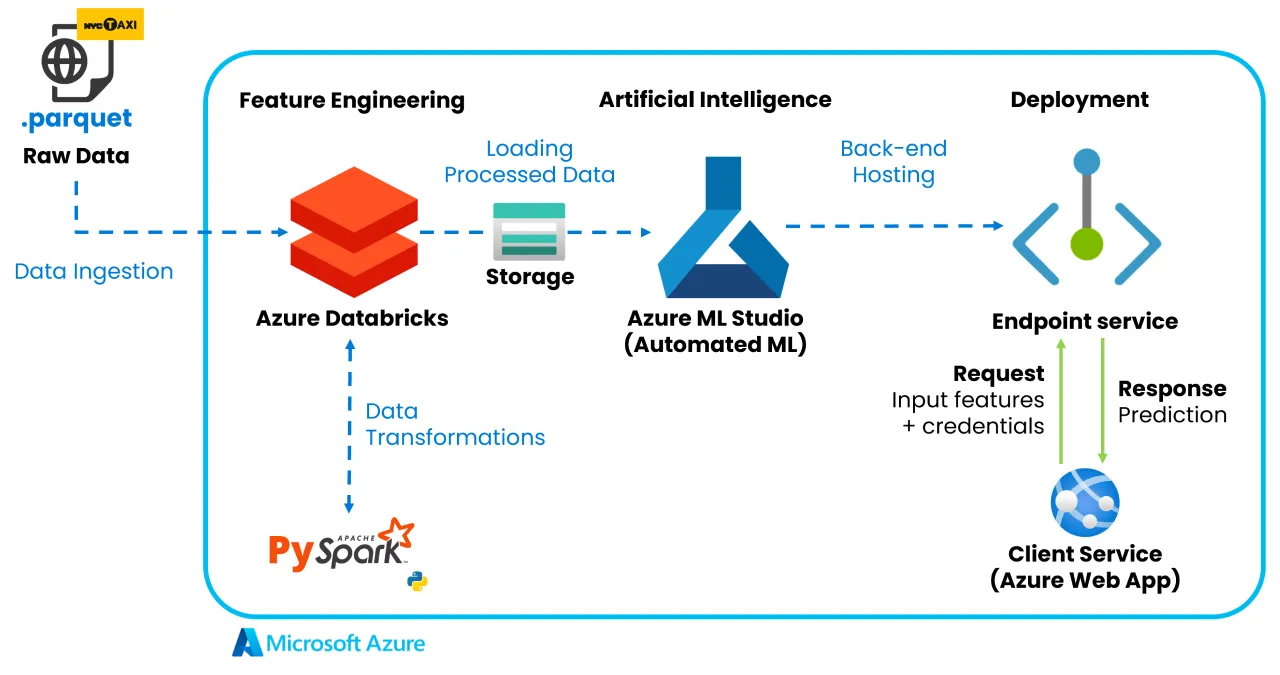 NYC TAXI
.parquet
Raw Data
Data Ingestion
Feature Engineering
Artificial Intelligence
Deployment
Loading
Processed Data
Back-end
Hosting
Storage
Azure Databricks
Azure ML Studio
(Automated ML)
Endpoint service
Data
Transformations
Request
Input features
+ credentials
Response
Prediction
APACHE
PySpark
TM
Client Service
(Azure Web App)
Microsoft Azure